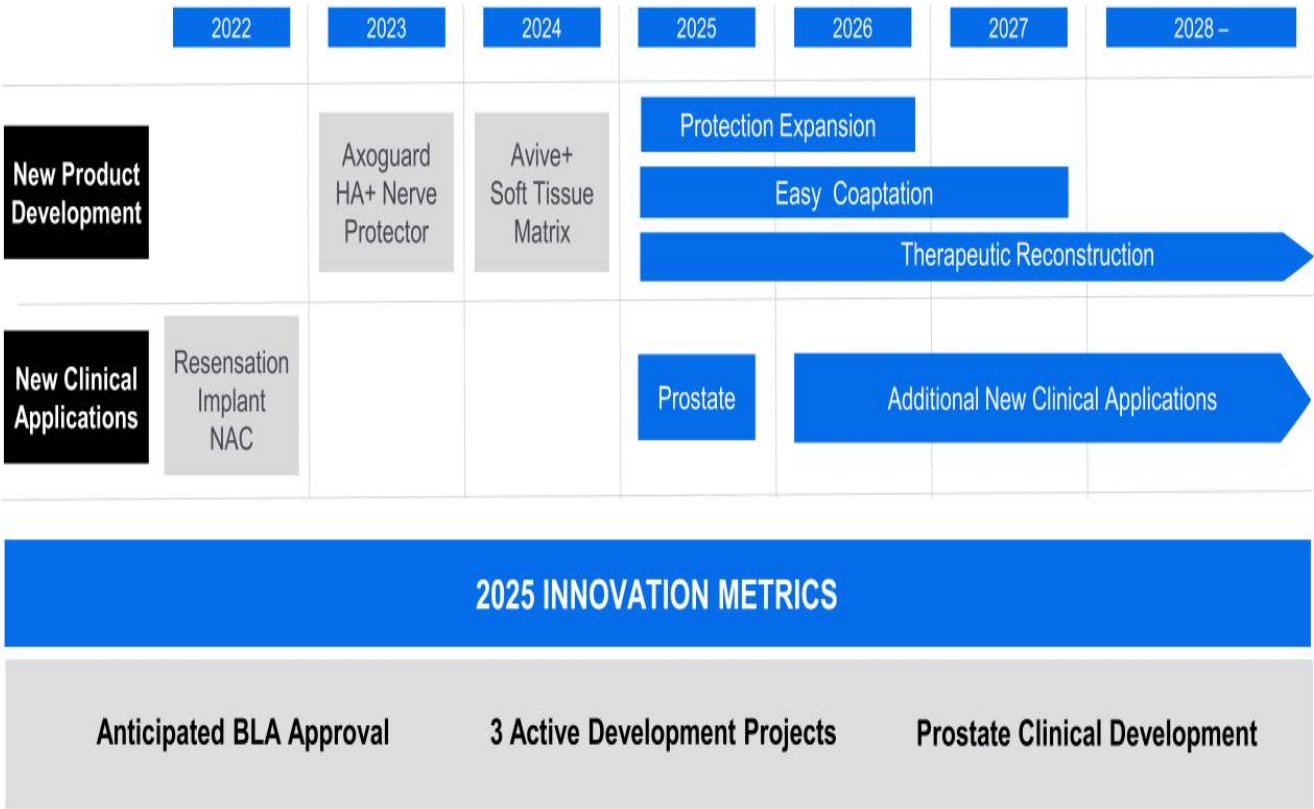 2022
2023
2024
2025
2026
2027
2028 –
New Product
Development
Axoguard
HA+ Nerve
Protector
Avive+
Soft Tissue
Matrix
Protection Expansion
Easy Coaptation
Therapeutic Reconstruction
New Clinical
Applications
Resensation
Implant
NAC
Prostate
Additional New Clinical Applications
2025 INNOVATION METRICS
Anticipated BLA Approval
3 Active Development Projects
Prostate Clinical Development